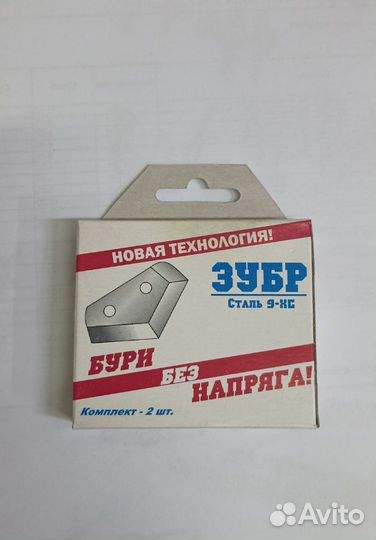 НОВАЯ ТЕХНОЛОГИЯ!
ЗУБР
Сталь 9-ХС
БУРИ
БЕЗ
НАПРЯГА!
Комплект - 2 шт.
Avito